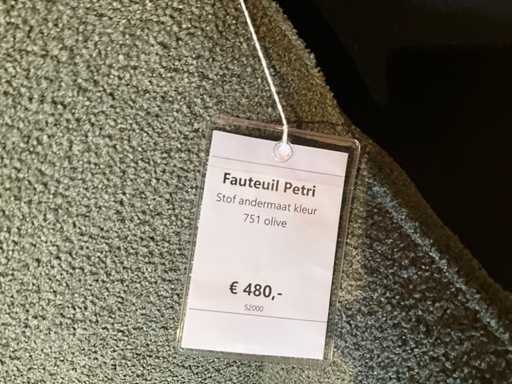 Fauteuil Petri
Stof andermaat kleur
751 olive
€ 480,-
52000